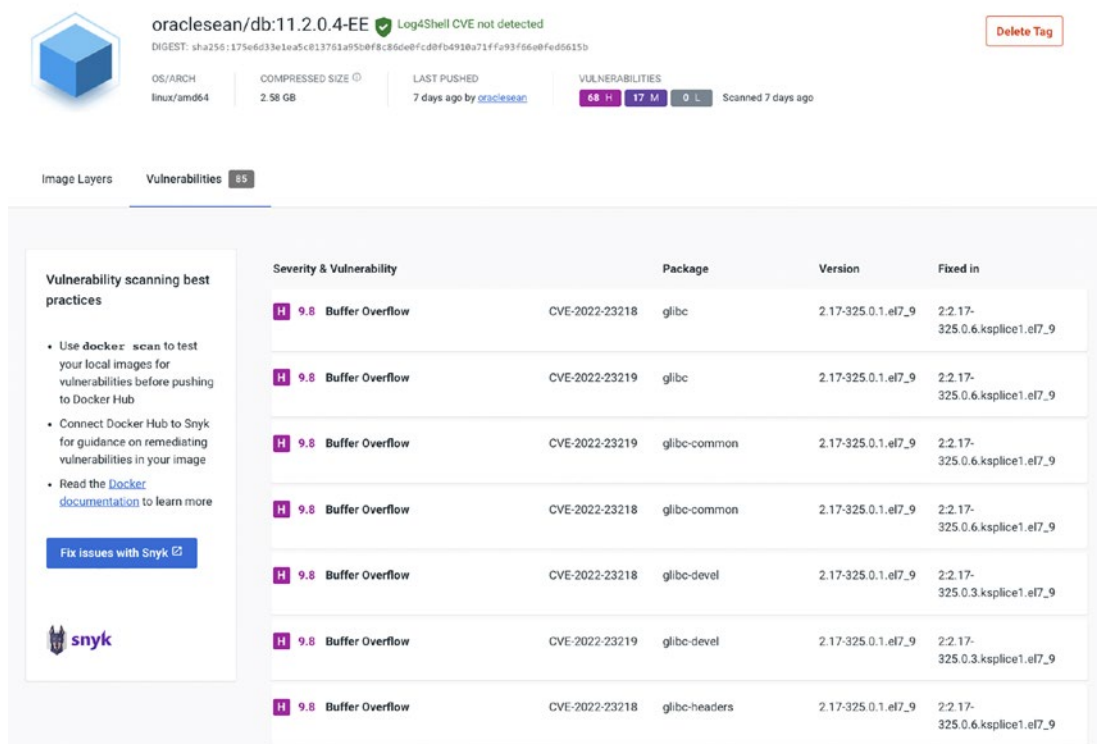 oraclesean/db:11.2.0.4-EE Log4Shell CVE not detected
Delete Tag
DIGEST: sha256:175e6d33e1ea5c013761a95b0f8c86de0fcd0fb4910a71ffa93f66e0fed6615b
OS/ARCH COMPRESSED SIZE LAST PUSHED VULNERABILITIES
linux/amd64 2.58 GB 7 days ago by oraclesean 68 H 17 M 0 L Scanned 7 days ago
Image Layers Vulnerabilities 85
Vulnerability scanning best
practices
• Use docker scan to test
your local images for
vulnerabilities before pushing
to Docker Hub
• Connect Docker Hub to Snyk
for guidance on remediating
vulnerabilities in your image
• Read the Docker
documentation to learn more
Fix issues with Snyk
snyk
Severity & Vulnerability Package Version Fixed in
H 9.8 Buffer Overflow CVE-2022-23218 glibc 2.17-325.0.1.el7_9 2:2.17-
325.0.6.ksplice1.el7_9
H 9.8 Buffer Overflow CVE-2022-23219 glibc 2.17-325.0.1.el7_9 2:2.17-
325.0.6.ksplice1.el7_9
H 9.8 Buffer Overflow CVE-2022-23219 glibc-common 2.17-325.0.1.el7_9 2:2.17-
325.0.6.ksplice1.el7_9
H 9.8 Buffer Overflow CVE-2022-23218 glibc-common 2.17-325.0.1.el7_9 2:2.17-
325.0.6.ksplice1.el7_9
H 9.8 Buffer Overflow CVE-2022-23218 glibc-devel 2.17-325.0.1.el7_9 2:2.17-
325.0.3.ksplice1.el7_9
H 9.8 Buffer Overflow CVE-2022-23219 glibc-devel 2.17-325.0.1.el7_9 2:2.17-
325.0.3.ksplice1.el7_9
H 9.8 Buffer Overflow CVE-2022-23218 glibc-headers 2.17-325.0.1.el7_9 2:2.17-
325.0.6.ksplice1.el7_9